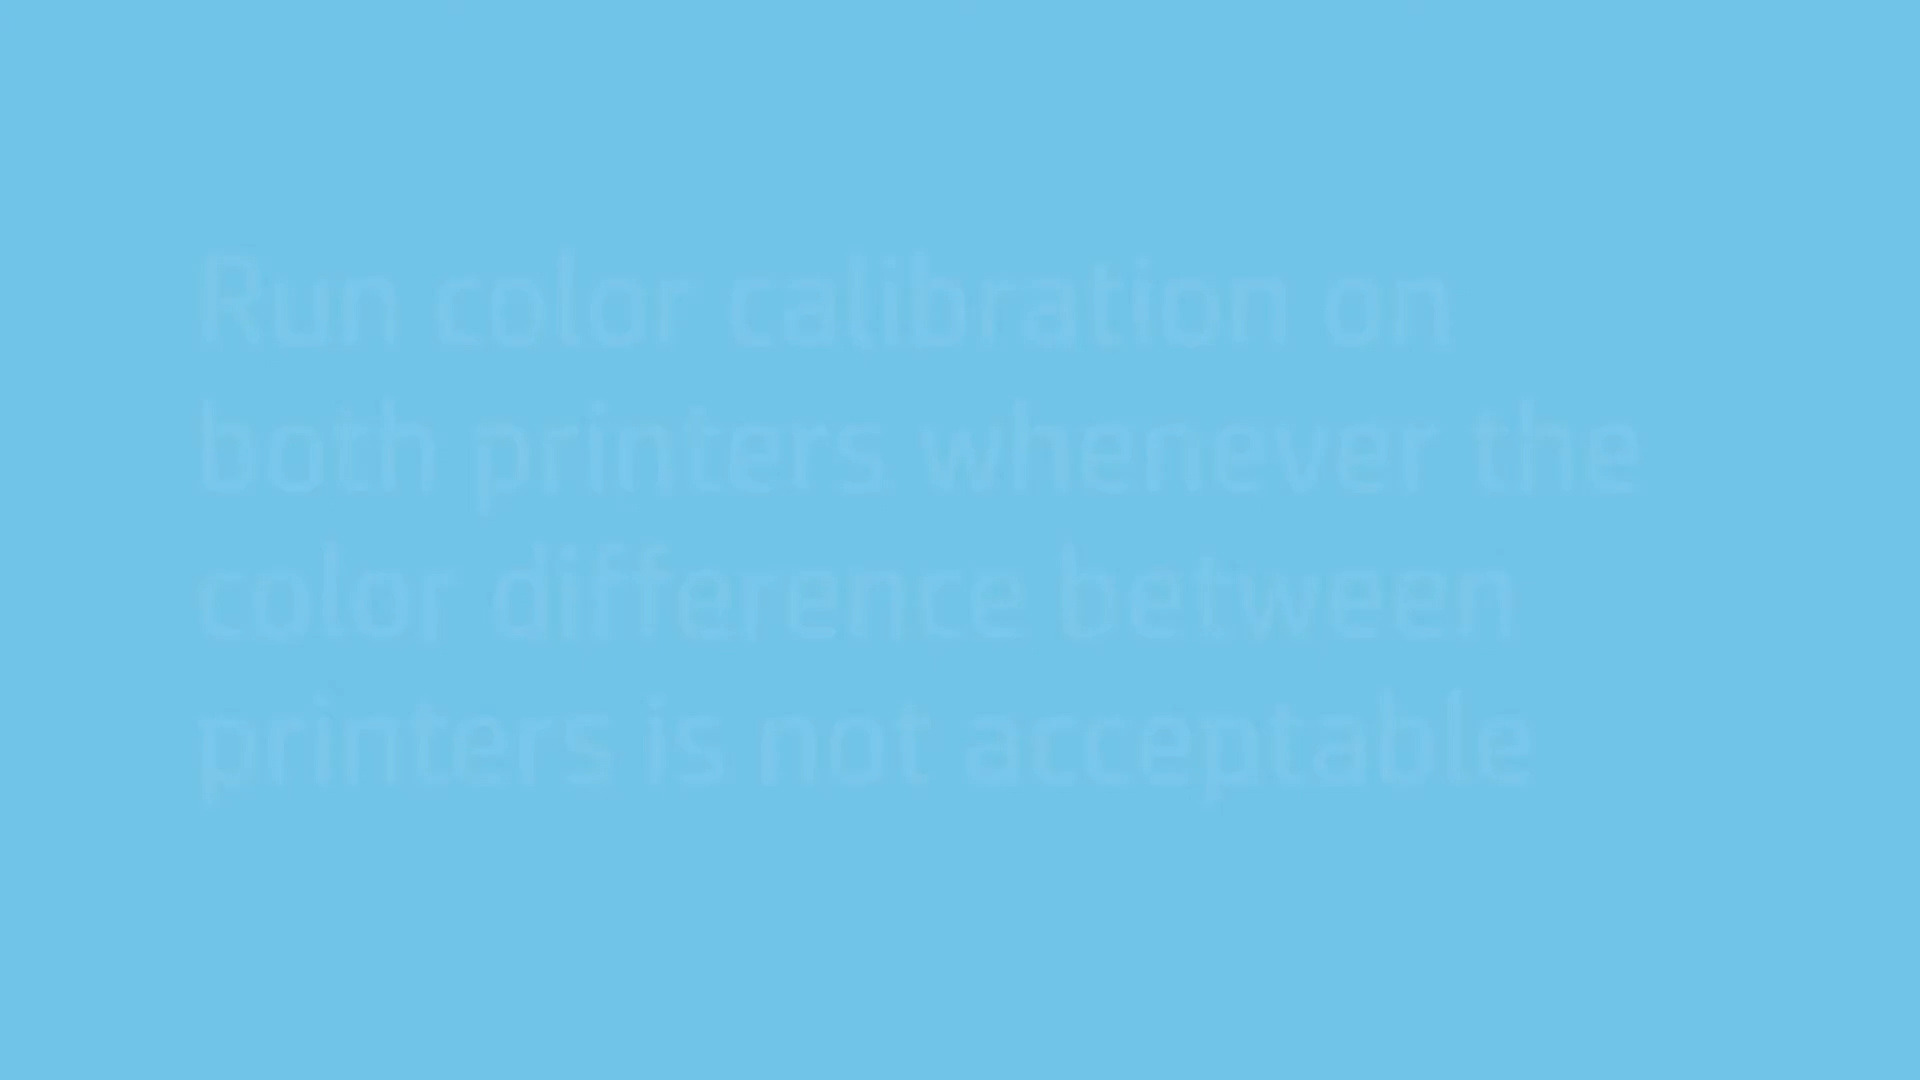 Run color calibration on
both printers whenever the
color difference between
printers is not acceptable